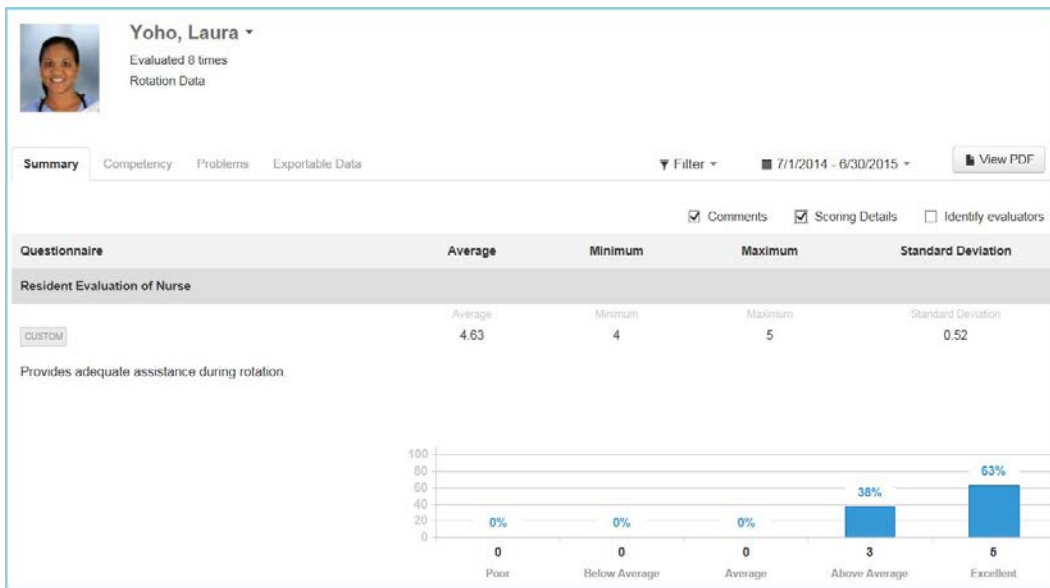 Yoho, Laura
Evaluated 8 times
Rotation Data
Summary Competency Problems Exportable Data Filter 7/1/2014 - 6/30/2015 View PDF
Comments Scoring Details Identify evaluators
Questionnaire Average Minimum Maximum Standard Deviation
Resident Evaluation of Nurse
Average Minimum Maximum Standard Deviation
CUSTOM 4.63 4 5 0.52
Provides adequate assistance during rotation.
100
80
60
40
20
0
0% 0% 0% 38% 63%
0 0 0 3 5
Poor Below Average Average Above Average Excellent